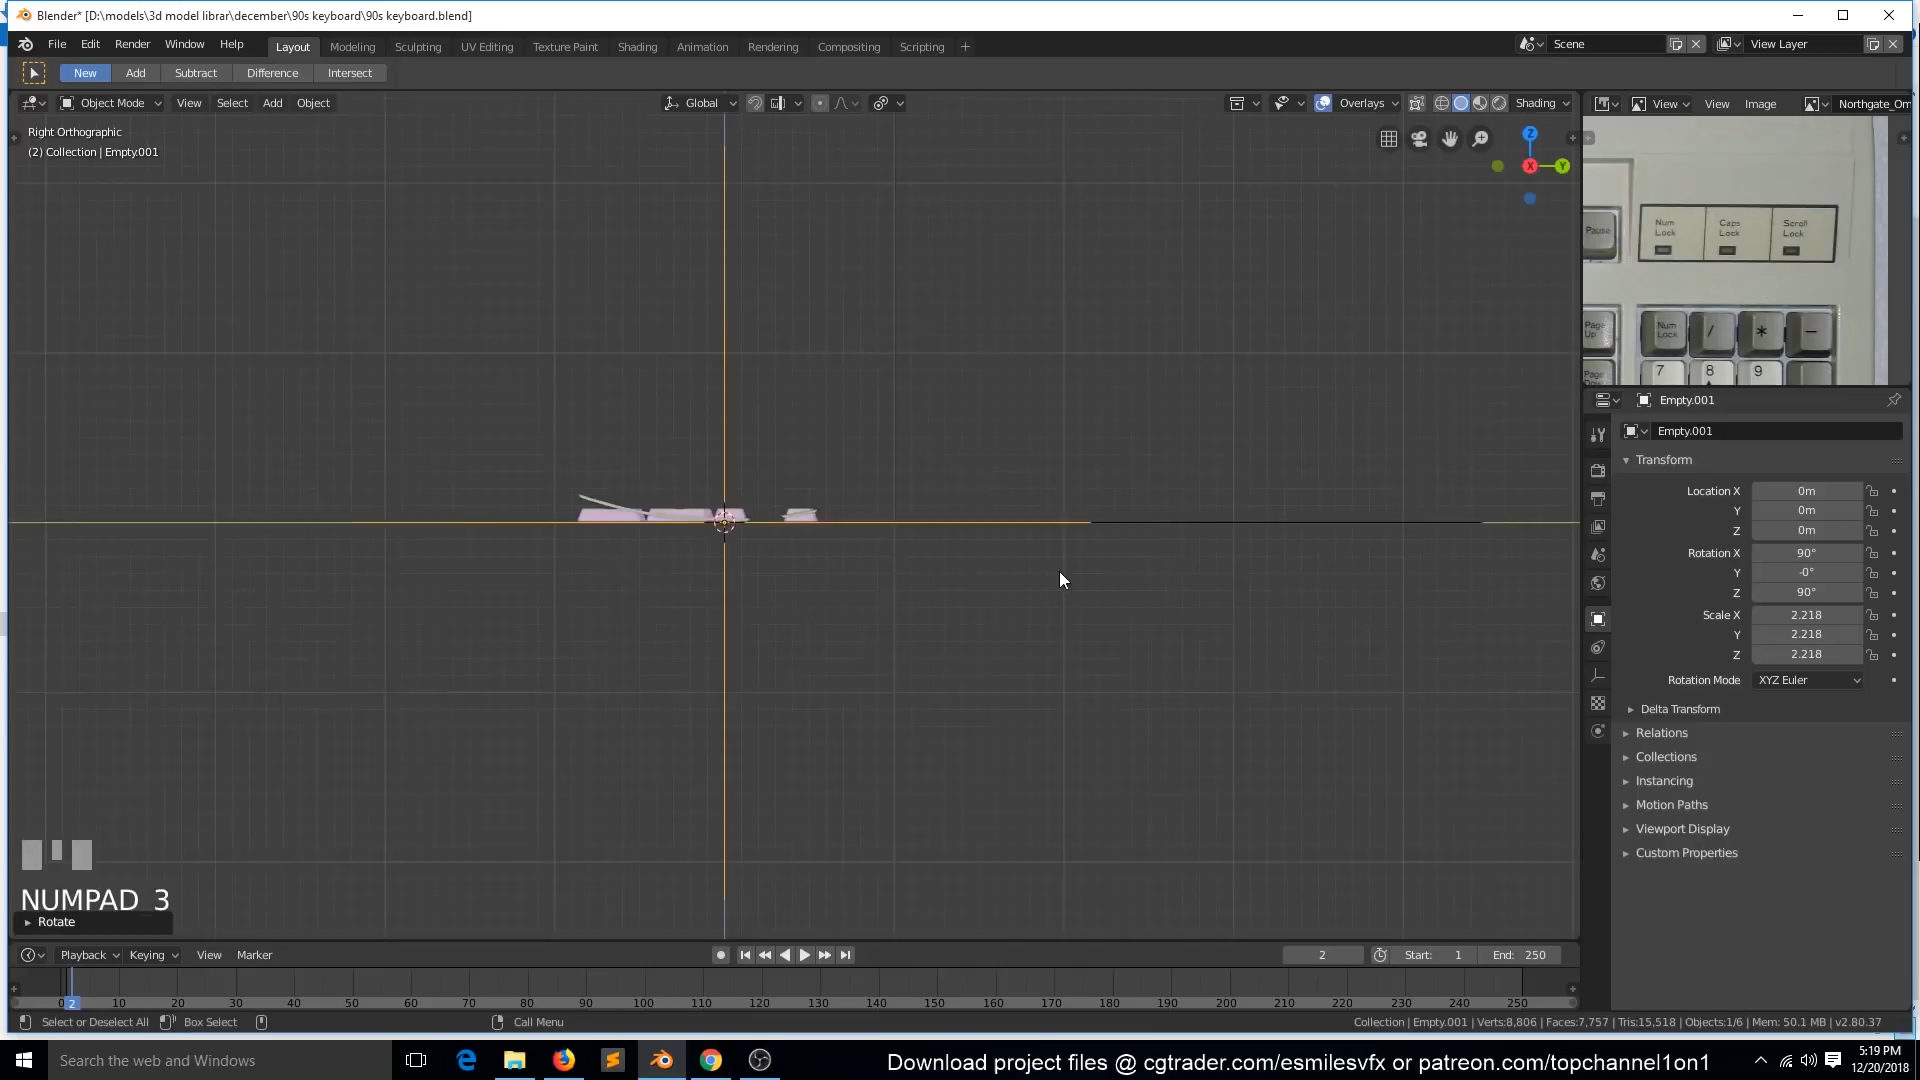 Blender* [D:\models\3d model librar\december\90s keyboard\90s keyboard.blend]
File Edit Render Window Help Layout Modeling Sculpting UV Editing Texture Paint Shading Animation Rendering Compositing Scripting + Scene View Layer
New Add Subtract Difference Intersect
Object Mode View Select Add Object Global Overlays Shading View View Image Northgate_Om
Right Orthographic
(2) Collection | Empty.001
Z
X Y
Pause Num Lock Caps Lock Scroll Lock
Page Up Num Lock / * −
Page 7 8 9
Empty.001
Empty.001
Transform
Location X 0m
Y 0m
Z 0m
Rotation X 90°
Y -0°
Z 90°
Scale X 2.218
Y 2.218
Z 2.218
Rotation Mode XYZ Euler
Delta Transform
Relations
Collections
Instancing
Motion Paths
Viewport Display
Custom Properties
NUMPAD 3
Rotate
Playback Keying View Marker 2 Start: 1 End: 250
0 2 10 20 30 40 50 60 70 80 90 100 110 120 130 140 150 160 170 180 190 200 210 220 230 240 250
Select or Deselect All Box Select Call Menu Collection | Empty.001 | Verts:8,806 | Faces:7,757 | Tris:15,518 | Objects:1/6 | Mem: 50.1 MB | v2.80.37
Search the web and Windows Download project files @ cgtrader.com/esmilesvfx or patreon.com/topchannel1on1 5:19 PM
12/20/2018